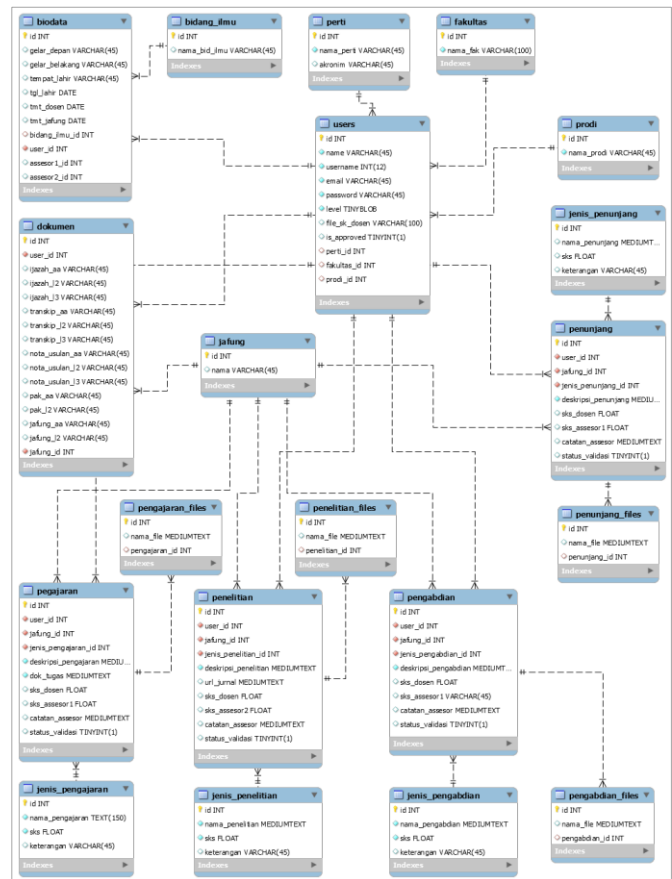 biodata
id INT
gelar_depan VARCHAR(45)
gelar_belakang VARCHAR(45)
tempat_lahir VARCHAR(45)
tgl_lahir DATE
tmt_dosen DATE
tmt_jafung DATE
bidang_ilmu_id INT
user_id INT
assesor1_id INT
assesor2_id INT
Indexes
bidang_ilmu
id INT
nama_bid_ilmu VARCHAR(45)
Indexes
perti
id INT
nama_perti VARCHAR(45)
akronim VARCHAR(45)
Indexes
fakultas
id INT
nama_fak VARCHAR(100)
Indexes
users
id INT
name VARCHAR(45)
username INT(12)
email VARCHAR(45)
password VARCHAR(45)
level TINYBLOB
file_sk_dosen VARCHAR(100)
is_approved TINYINT(1)
perti_id INT
fakultas_id INT
prodi_id INT
Indexes
prodi
id INT
nama_prodi VARCHAR(45)
Indexes
dokumen
id INT
user_id INT
ijazah_aa VARCHAR(45)
ijazah_l2 VARCHAR(45)
ijazah_l3 VARCHAR(45)
transkip_aa VARCHAR(45)
transkip_l2 VARCHAR(45)
transkip_l3 VARCHAR(45)
nota_usulan_aa VARCHAR(45)
nota_usulan_l2 VARCHAR(45)
nota_usulan_l3 VARCHAR(45)
pak_aa VARCHAR(45)
pak_l2 VARCHAR(45)
jafung_aa VARCHAR(45)
jafung_l2 VARCHAR(45)
jafung_id INT
Indexes
jenis_penunjang
id INT
nama_penunjang MEDIUMT...
sks FLOAT
keterangan VARCHAR(45)
Indexes
jafung
id INT
nama VARCHAR(45)
Indexes
penunjang
id INT
user_id INT
jafung_id INT
jenis_penunjang_id INT
deskripsi_penunjang MEDIU...
sks_dosen FLOAT
sks_assesor1 FLOAT
catatan_assesor MEDIUMTEXT
status_validasi TINYINT(1)
Indexes
pengajaran_files
id INT
nama_file MEDIUMTEXT
pengajaran_id INT
Indexes
penelitian_files
id INT
nama_file MEDIUMTEXT
penelitian_id INT
Indexes
penunjang_files
id INT
nama_file MEDIUMTEXT
penunjang_id INT
Indexes
pegajaran
id INT
user_id INT
jafung_id INT
jenis_pengajaran_id INT
deskripsi_pengajaran MEDIU...
dok_tugas MEDIUMTEXT
sks_dosen FLOAT
sks_assesor1 FLOAT
catatan_assesor MEDIUMTEXT
status_validasi TINYINT(1)
Indexes
penelitian
id INT
user_id INT
jafung_id INT
jenis_penelitian_id INT
deskripsi_penelitian MEDIUMTEXT
url_jurnal MEDIUMTEXT
sks_dosen FLOAT
sks_assesor2 FLOAT
catatan_assesor MEDIUMTEXT
status_validasi TINYINT(1)
Indexes
pengabdian
id INT
user_id INT
jafung_id INT
jenis_pengabdian_id INT
deskripsi_pengabdian MEDIUMT...
sks_dosen FLOAT
sks_assesor1 VARCHAR(45)
catatan_assesor MEDIUMTEXT
status_validasi TINYINT(1)
Indexes
jenis_pengajaran
id INT
nama_pengajaran TEXT(150)
sks FLOAT
keterangan VARCHAR(45)
Indexes
jenis_penelitian
id INT
nama_penelitian MEDIUMTEXT
sks FLOAT
keterangan VARCHAR(45)
Indexes
jenis_pengabdian
id INT
nama_pengabdian MEDIUMTEXT
sks FLOAT
keterangan VARCHAR(45)
Indexes
pengabdian_files
id INT
nama_file MEDIUMTEXT
pengabdian_id INT
Indexes